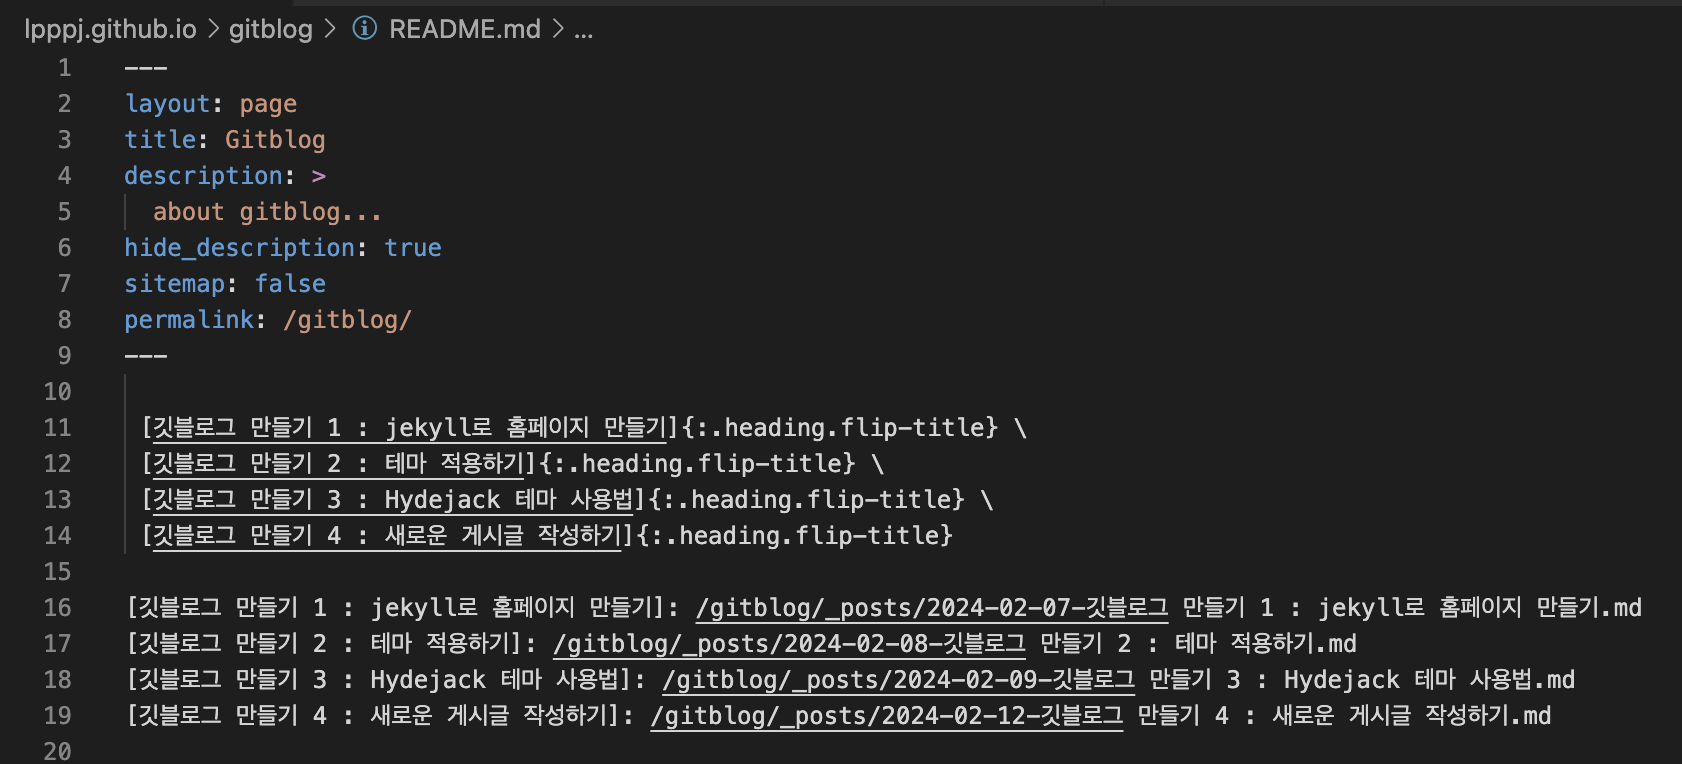 lpppj.github.io > gitblog > README.md > ...
1 ---
2 layout: page
3 title: Gitblog
4 description: >
5 about gitblog...
6 hide_description: true
7 sitemap: false
8 permalink: /gitblog/
9 ---
10
11 [깃블로그 만들기 1 : jekyll로 홈페이지 만들기]{:.heading.flip-title} \
12 [깃블로그 만들기 2 : 테마 적용하기]{:.heading.flip-title} \
13 [깃블로그 만들기 3 : Hydejack 테마 사용법]{:.heading.flip-title} \
14 [깃블로그 만들기 4 : 새로운 게시글 작성하기]{:.heading.flip-title}
15
16 [깃블로그 만들기 1 : jekyll로 홈페이지 만들기]: /gitblog/_posts/2024-02-07-깃블로그 만들기 1 : jekyll로 홈페이지 만들기.md
17 [깃블로그 만들기 2 : 테마 적용하기]: /gitblog/_posts/2024-02-08-깃블로그 만들기 2 : 테마 적용하기.md
18 [깃블로그 만들기 3 : Hydejack 테마 사용법]: /gitblog/_posts/2024-02-09-깃블로그 만들기 3 : Hydejack 테마 사용법.md
19 [깃블로그 만들기 4 : 새로운 게시글 작성하기]: /gitblog/_posts/2024-02-12-깃블로그 만들기 4 : 새로운 게시글 작성하기.md
20